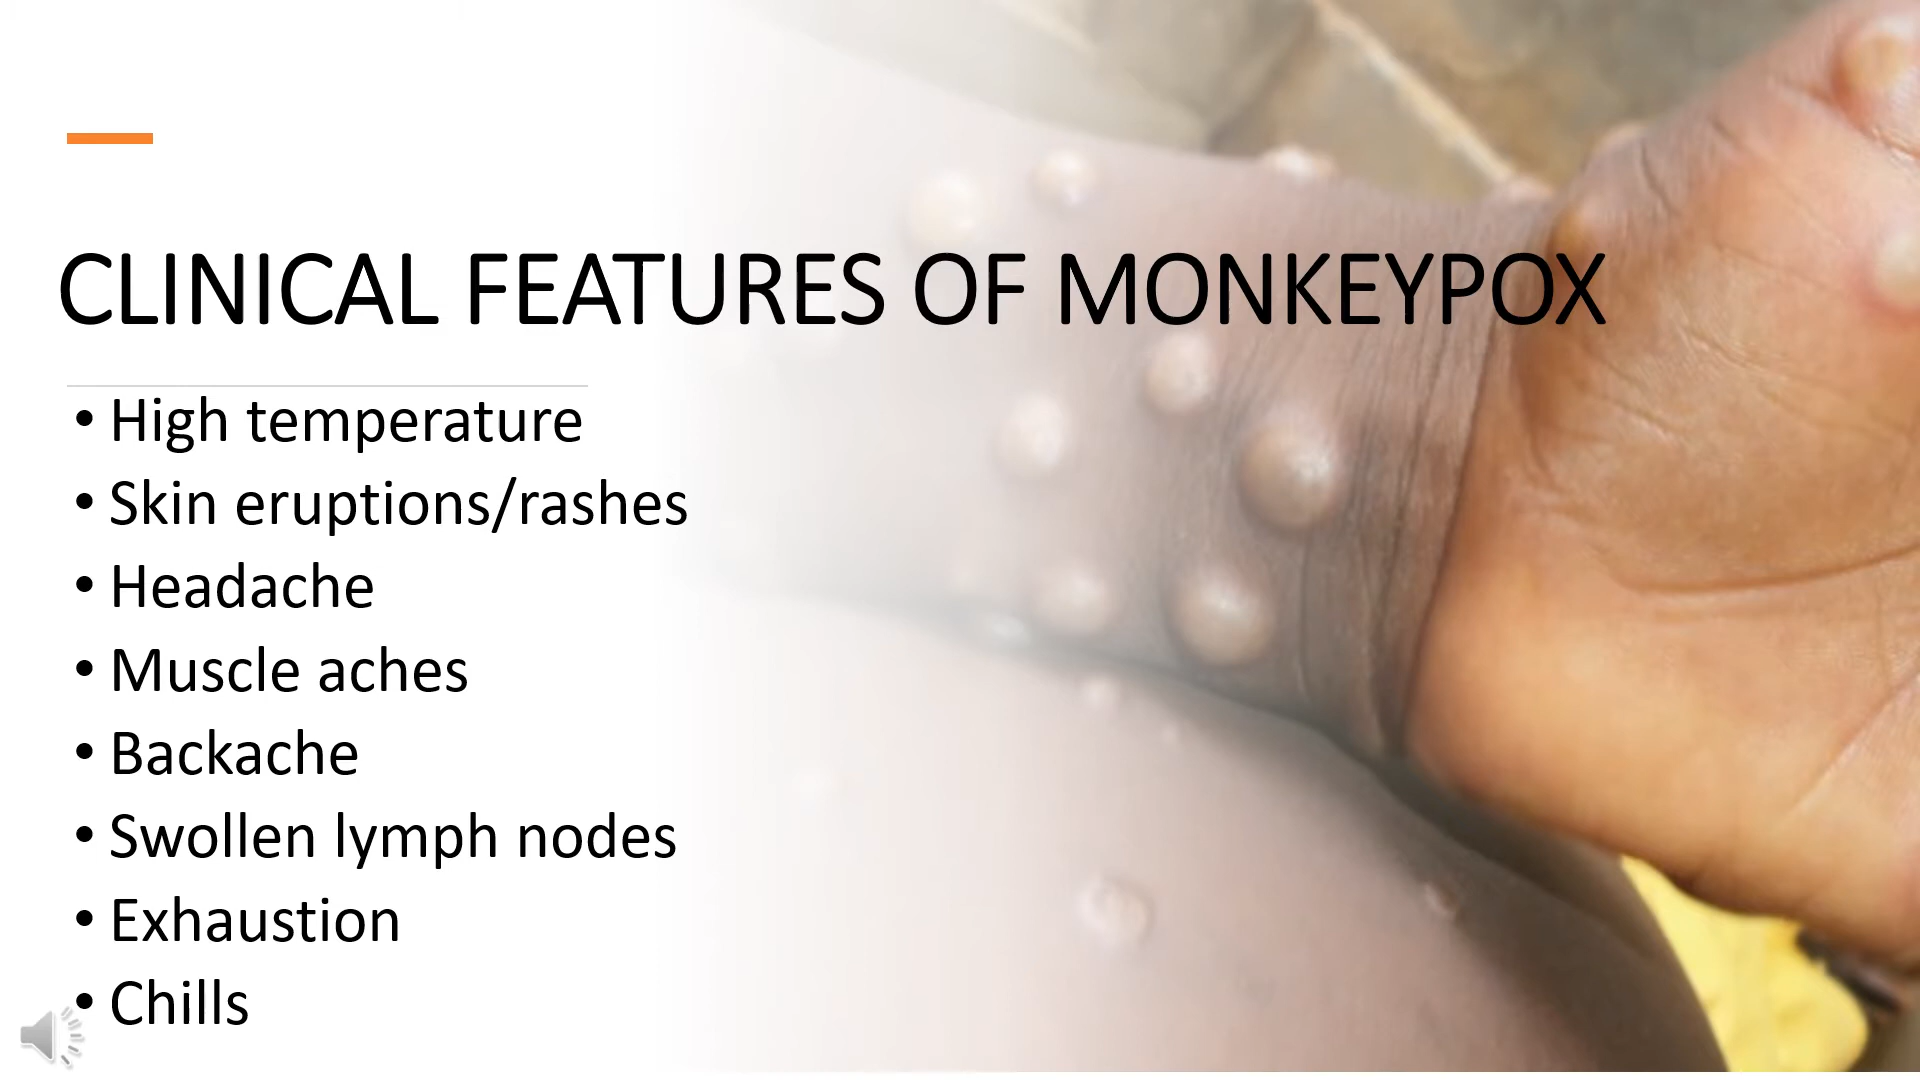 CLINICAL FEATURES OF MONKEYPOX
• High temperature
• Skin eruptions/rashes
• Headache
• Muscle aches
• Backache
• Swollen lymph nodes
• Exhaustion
• Chills